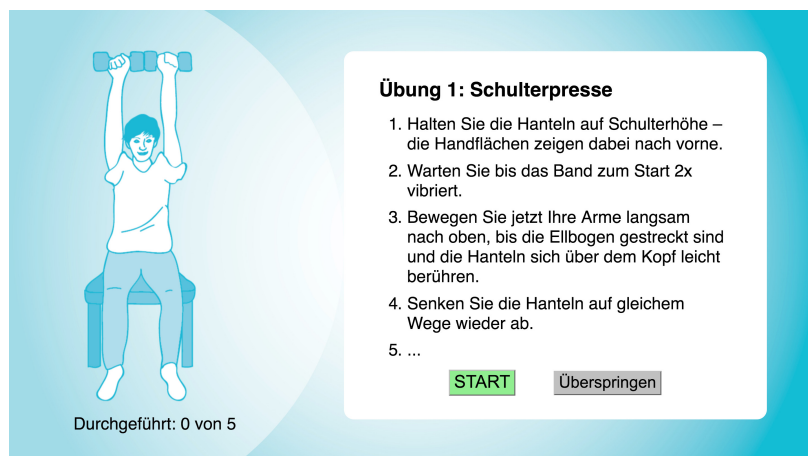 Übung 1: Schulterpresse
1. Halten Sie die Hanteln auf Schulterhöhe –
die Handflächen zeigen dabei nach vorne.
2. Warten Sie bis das Band zum Start 2x
vibriert.
3. Bewegen Sie jetzt Ihre Arme langsam
nach oben, bis die Ellbogen gestreckt sind
und die Hanteln sich über dem Kopf leicht
berühren.
4. Senken Sie die Hanteln auf gleichem
Wege wieder ab.
5. ...
START Überspringen
Durchgeführt: 0 von 5